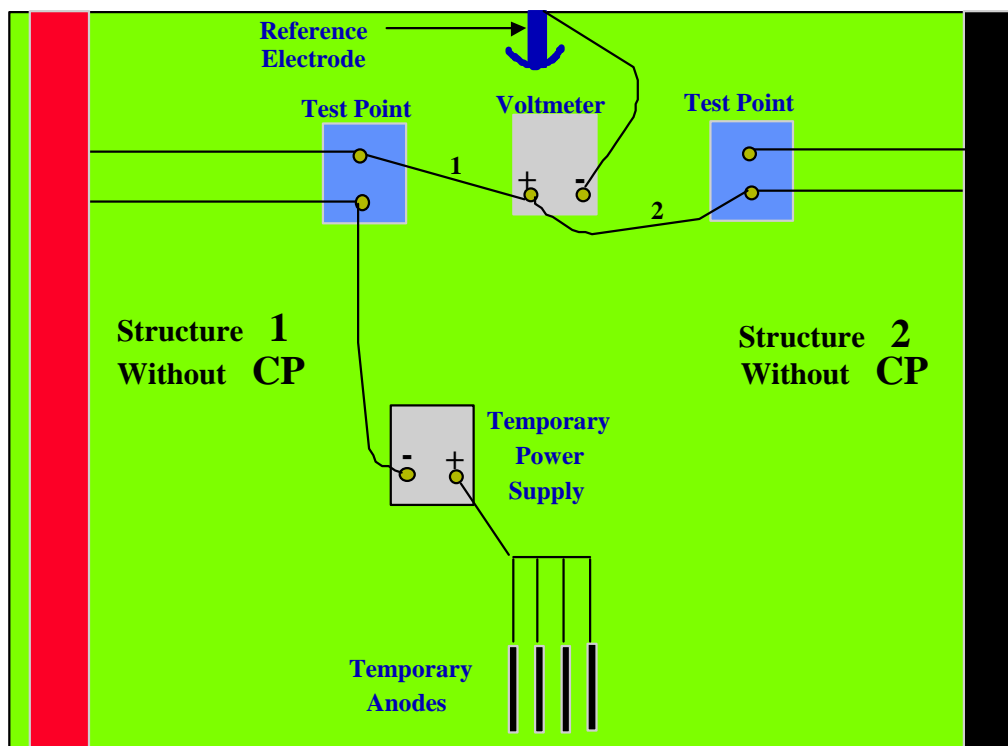 Reference
Electrode
Test Point
Voltmeter
Test Point
1
+ -
2
Structure 1
Without CP
Structure 2
Without CP
Temporary
Power
Supply
- +
Temporary
Anodes